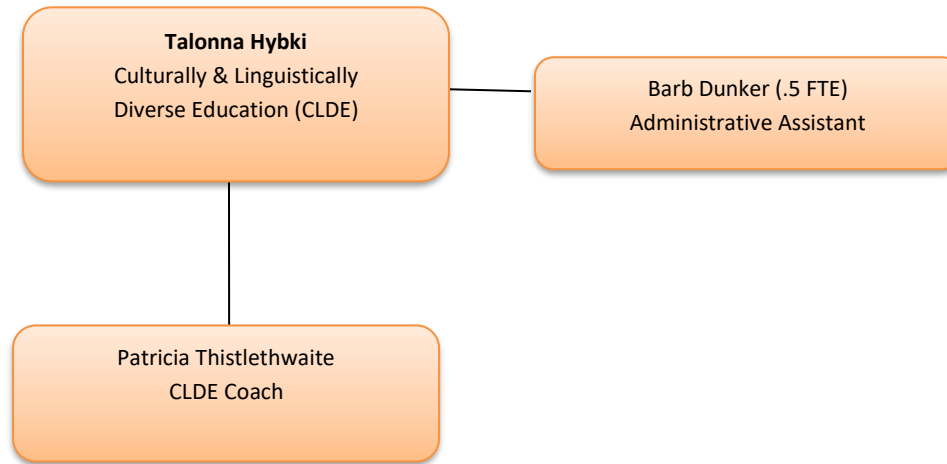 Talonna Hybki
Culturally & Linguistically
Diverse Education (CLDE)
Barb Dunker (.5 FTE)
Administrative Assistant
Patricia Thistlethwaite
CLDE Coach